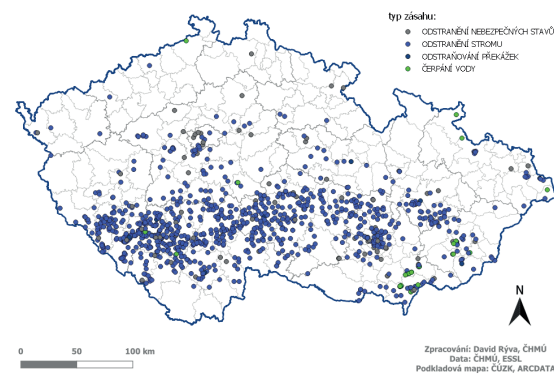 typ zásahu:
ODSTRANĚNÍ NEBEZPEČNÝCH STAVŮ
ODSTRANĚNÍ STROMU
ODSTRAŇOVÁNÍ PŘEKÁŽEK
ČERPÁNÍ VODY
N
0 50 100 km
Zpracování: David Rýva, ČHMÚ
Data: ČHMÚ, ESSL
Podkladová mapa: ČÚZK, ARCDATA